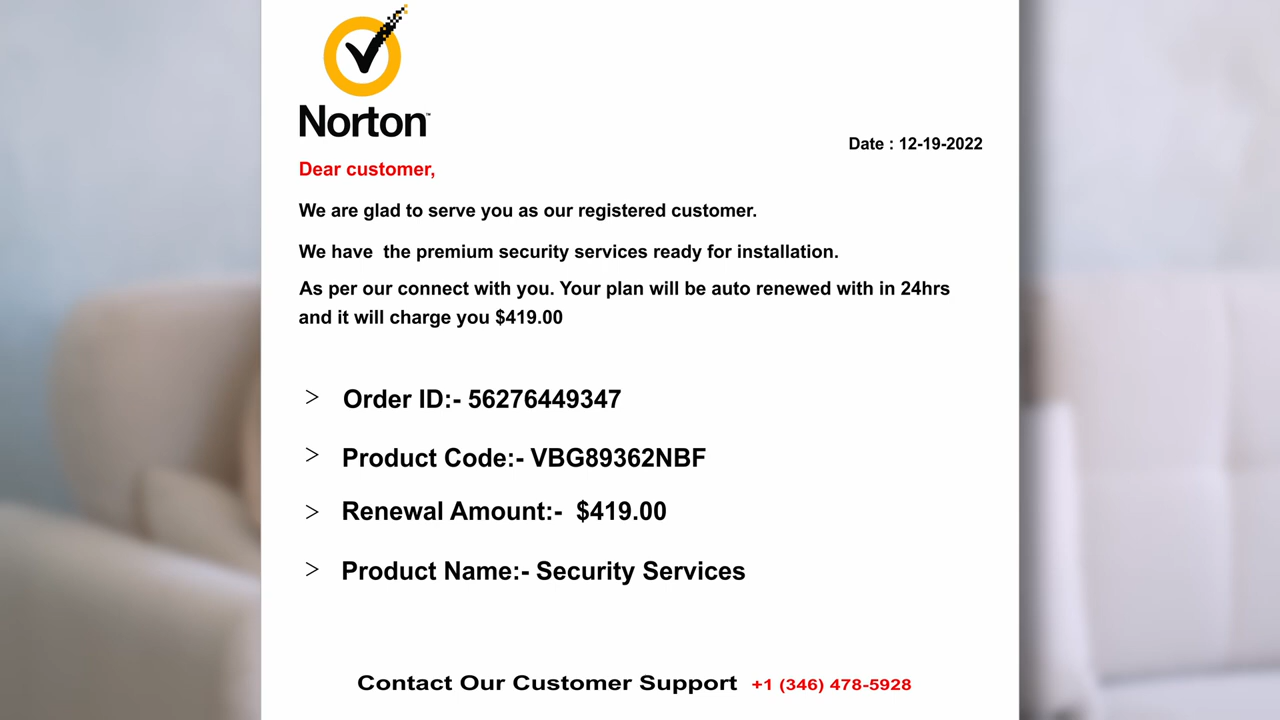 Norton™
Date : 12-19-2022
Dear customer,
We are glad to serve you as our registered customer.
We have  the premium security services ready for installation.
As per our connect with you. Your plan will be auto renewed with in 24hrs
and it will charge you $419.00
> Order ID:- 56276449347
> Product Code:- VBG89362NBF
> Renewal Amount:-  $419.00
> Product Name:- Security Services
Contact Our Customer Support +1 (346) 478-5928